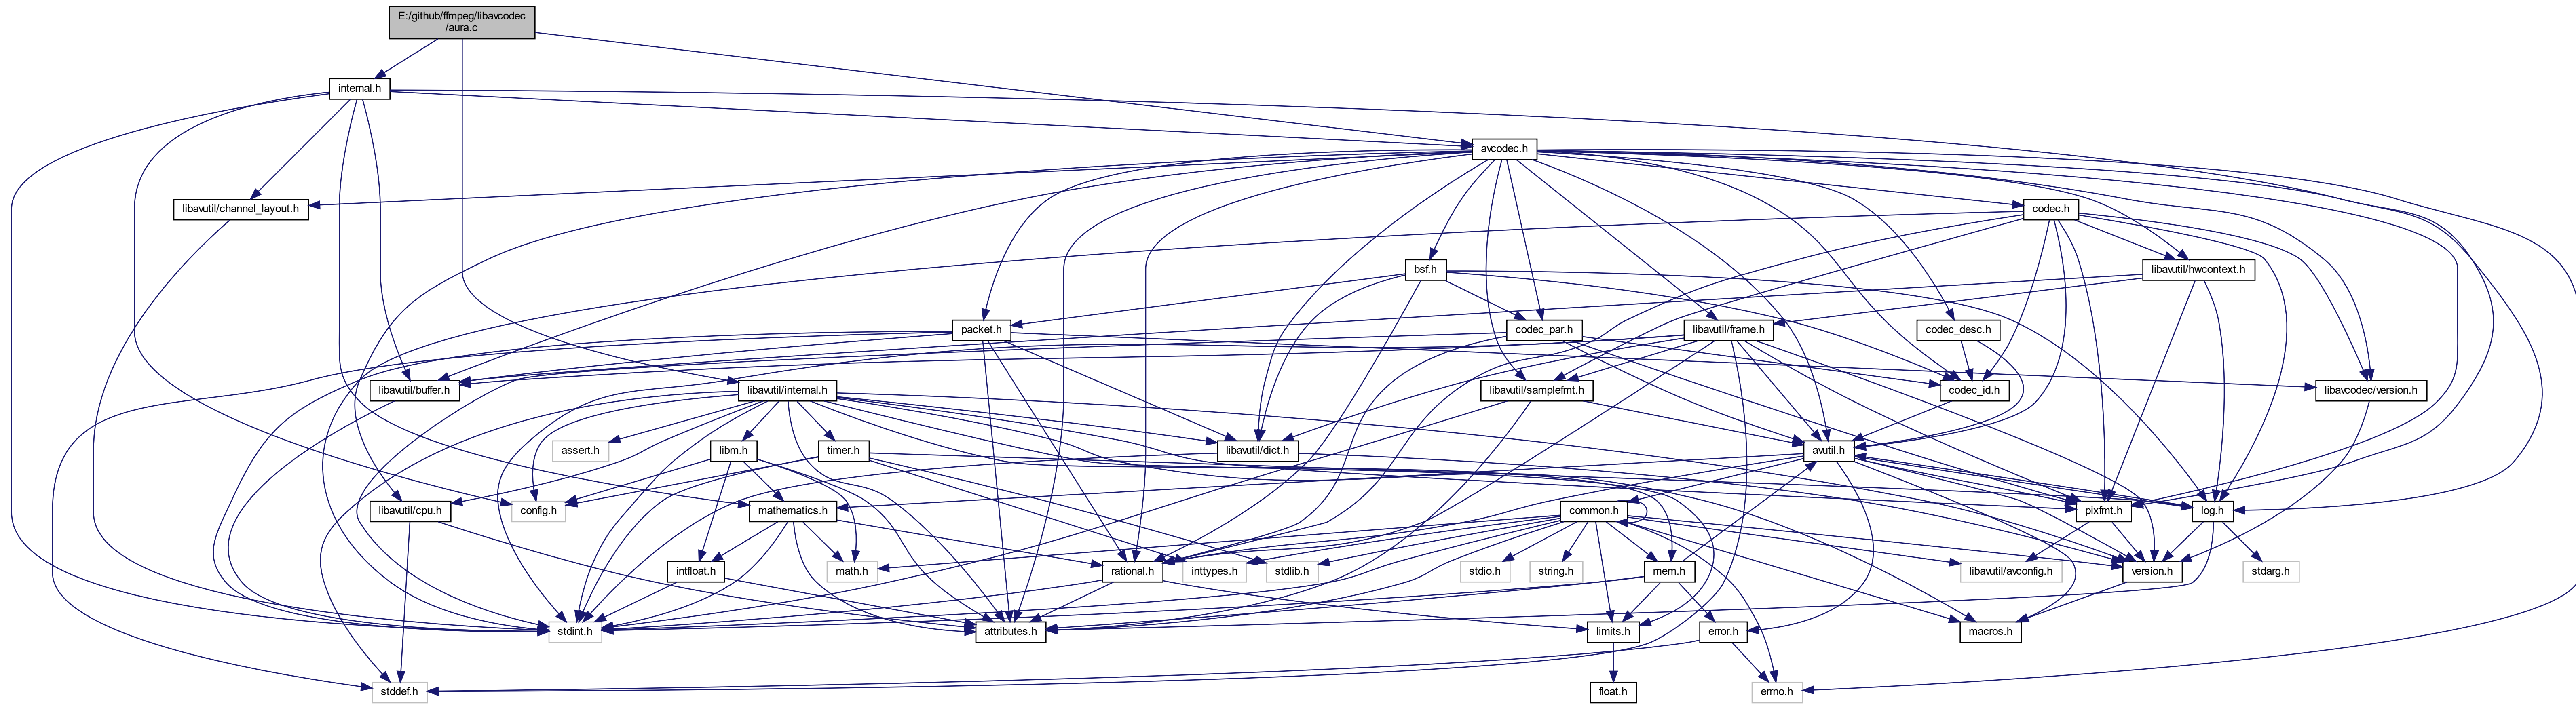 E:/github/ffmpeg/libavcodec
/aura.c
internal.h
avcodec.h
libavutil/channel_layout.h
codec.h
bsf.h
libavutil/hwcontext.h
packet.h
codec_par.h
libavutil/frame.h
codec_desc.h
libavutil/buffer.h
libavutil/internal.h
libavutil/samplefmt.h
codec_id.h
libavcodec/version.h
assert.h
libm.h
timer.h
libavutil/dict.h
avutil.h
libavutil/cpu.h
config.h
mathematics.h
common.h
pixfmt.h
log.h
intfloat.h
math.h
rational.h
inttypes.h
stdlib.h
stdio.h
string.h
mem.h
libavutil/avconfig.h
version.h
stdarg.h
stdint.h
attributes.h
limits.h
error.h
macros.h
stddef.h
float.h
errno.h